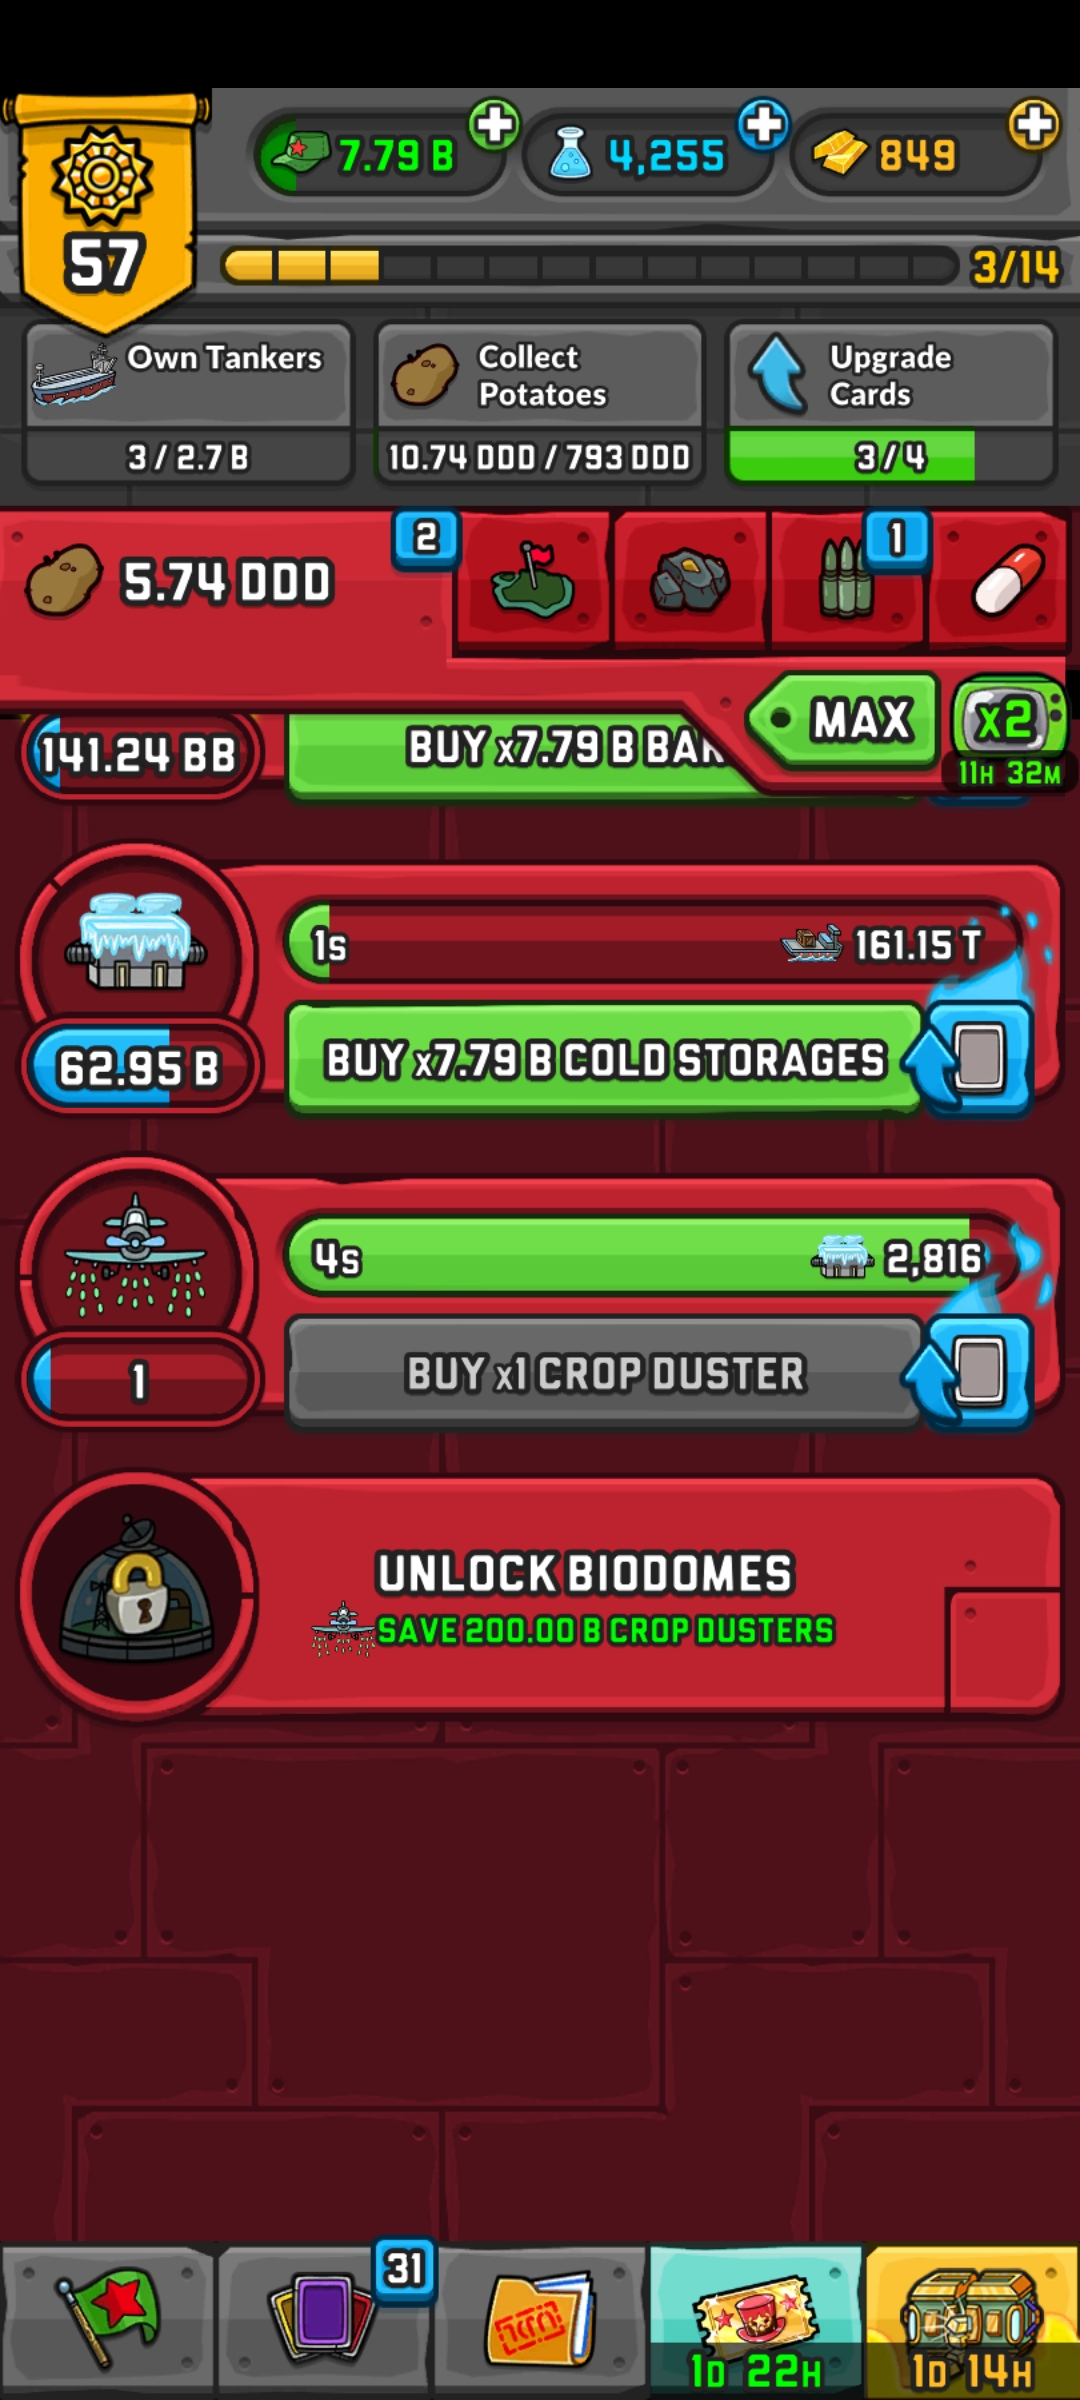 7.79 B
4,255
849
57
3/14
Own Tankers
3 / 2.7 B
Collect
Potatoes
10.74 DDD / 793 DDD
Upgrade
Cards
3 / 4
5.74 DDD
2
1
MAX
x2
11H 32M
141.24 BB
BUY x7.79 B
1s
161.15 T
62.95 B
BUY x7.79 B COLD STORAGES
4s
2,816
1
BUY x1 CROP DUSTER
UNLOCK BIODOMES
SAVE 200.00 B CROP DUSTERS
31
1D 22H
1D 14H